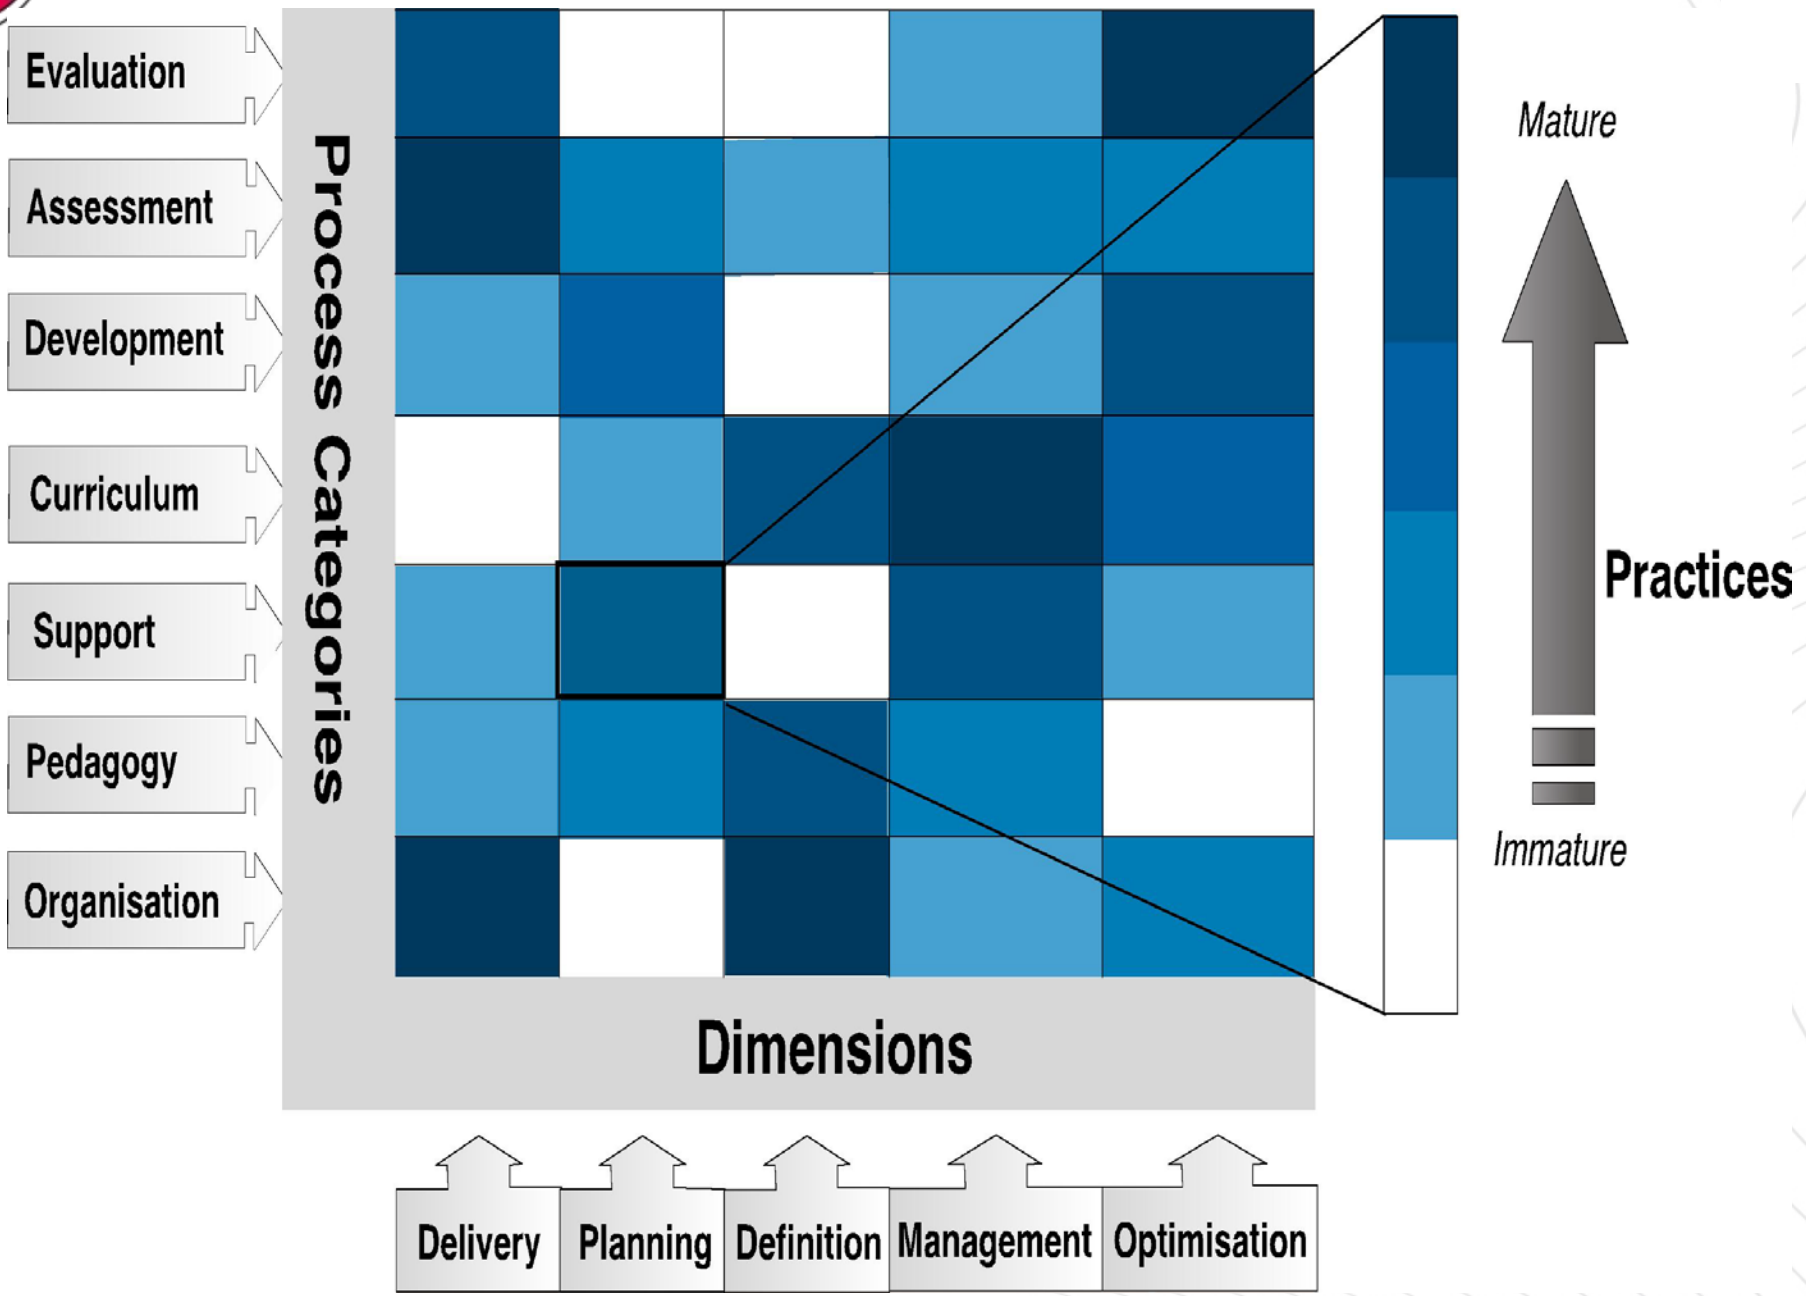 Evaluation
Assessment
Development
Curriculum
Support
Pedagogy
Organisation
Process Categories
Mature
Practices
Immature
Dimensions
Delivery
Planning
Definition
Management
Optimisation